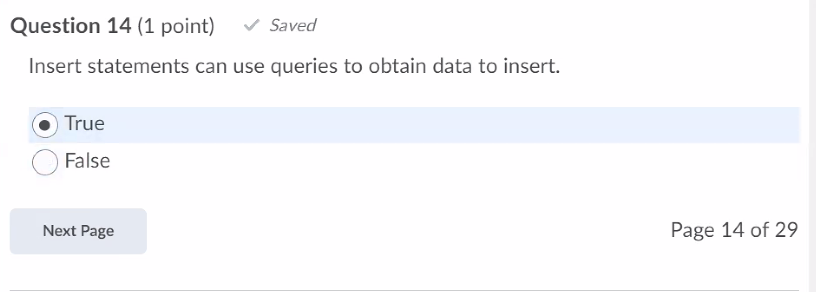 Question 14 (1 point) Saved
Insert statements can use queries to obtain data to insert.
True
False
Next Page Page 14 of 29